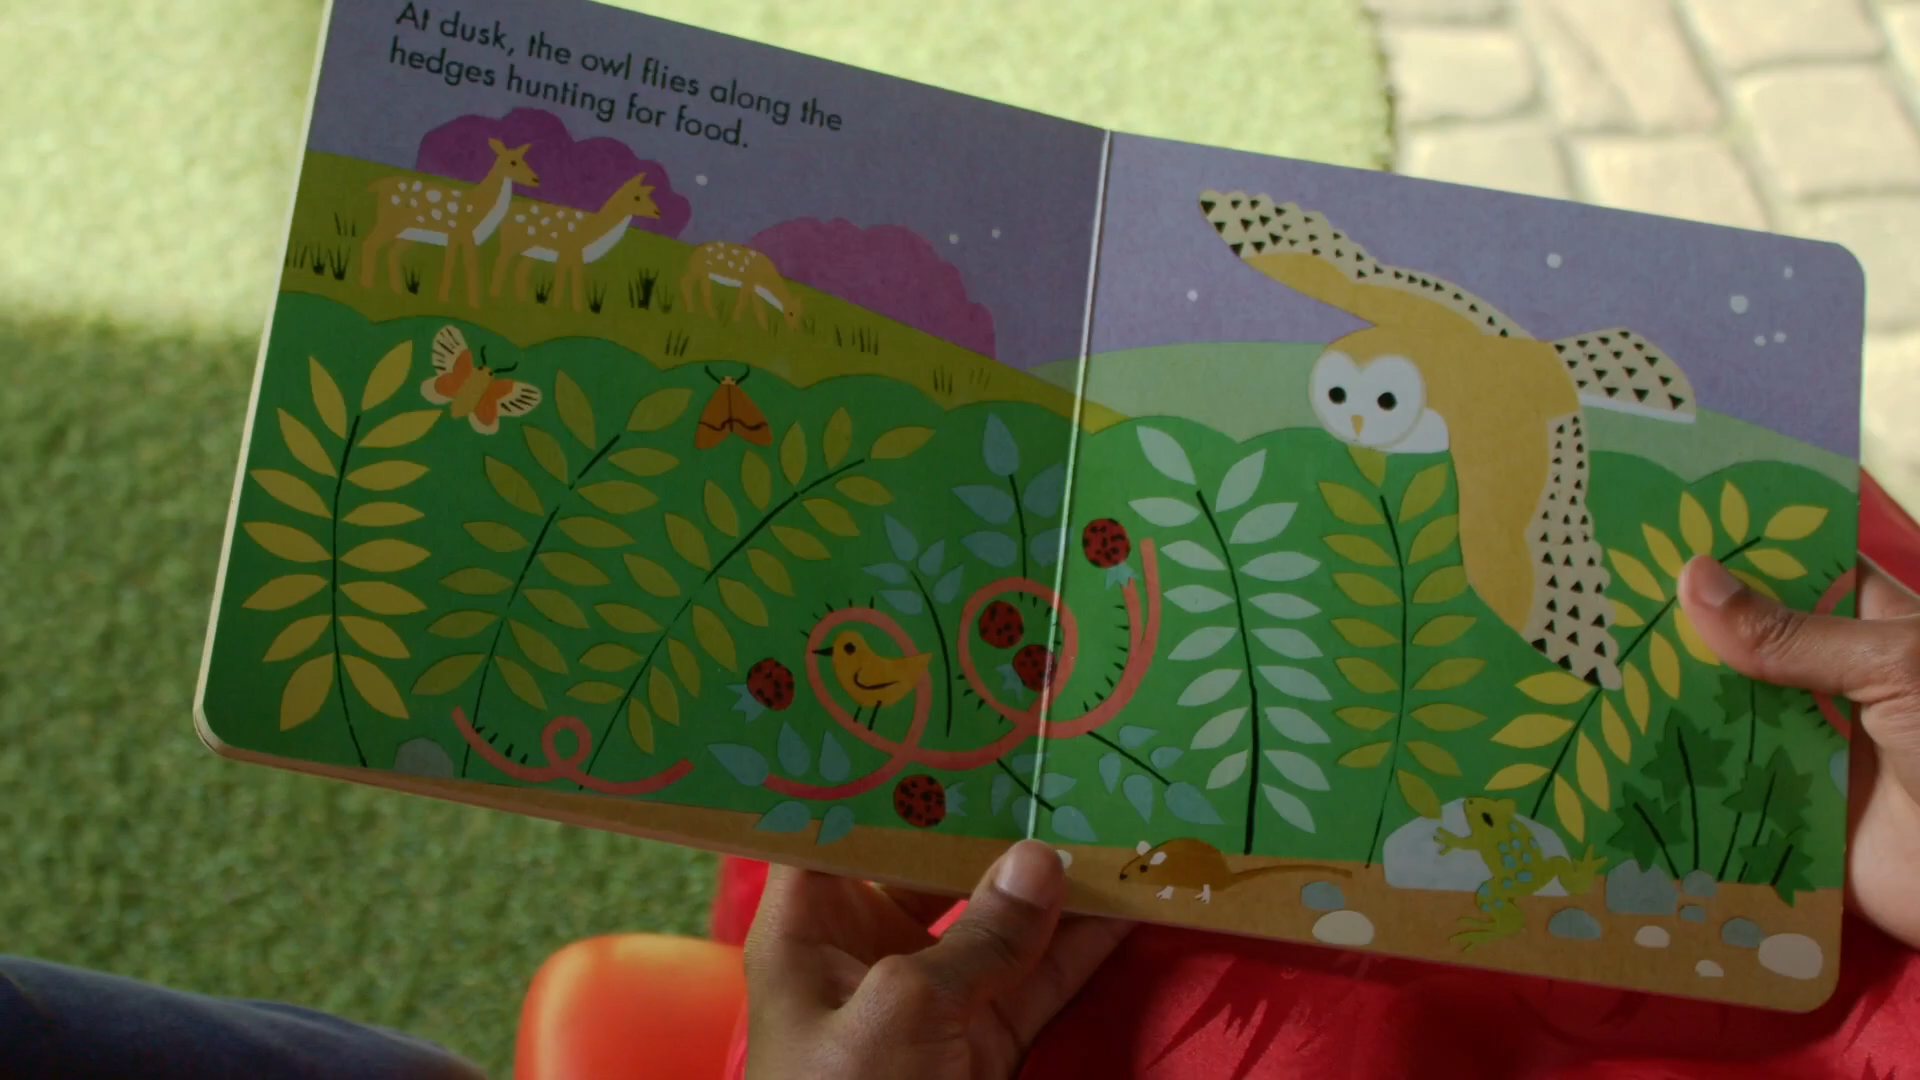 At dusk, the owl flies along the
hedges hunting for food.